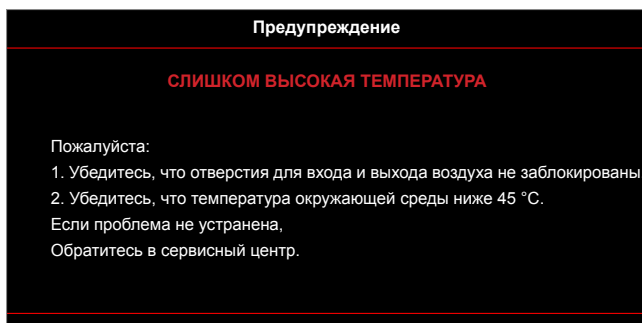 Предупреждение
СЛИШКОМ ВЫСОКАЯ ТЕМПЕРАТУРА
Пожалуйста:
1. Убедитесь, что отверстия для входа и выхода воздуха не заблокированы
2. Убедитесь, что температура окружающей среды ниже 45 °C.
Если проблема не устранена,
Обратитесь в сервисный центр.